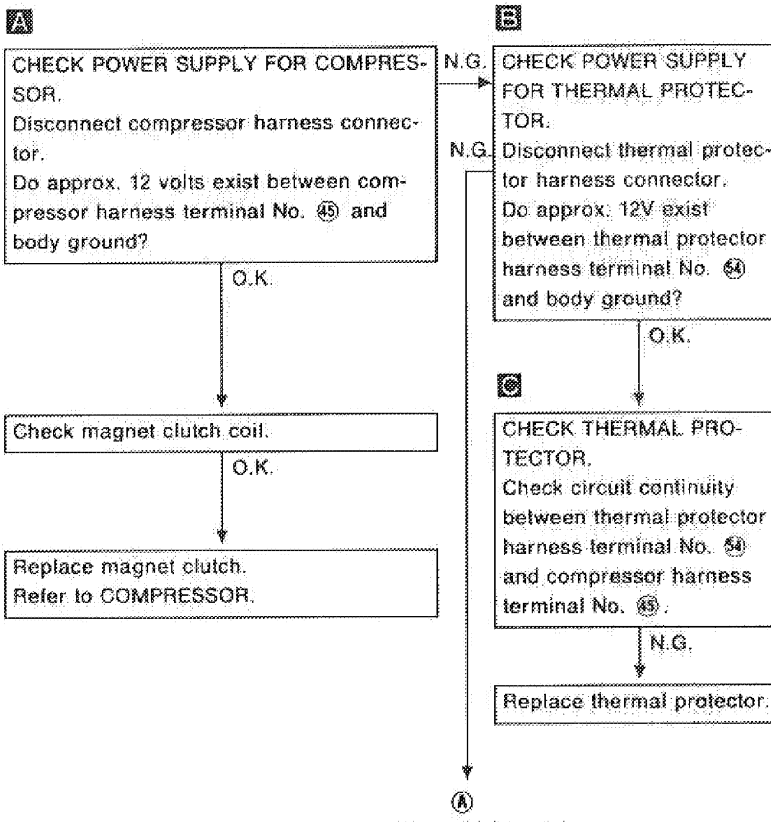 A
CHECK POWER SUPPLY FOR COMPRES-
SOR.
Disconnect compressor harness connec-
tor.
Do approx. 12 volts exist between com-
pressor harness terminal No. 45 and
body ground?
N.G.
N.G.
O.K.
Check magnet clutch coil.
O.K.
Replace magnet clutch.
Refer to COMPRESSOR.
B
CHECK POWER SUPPLY
FOR THERMAL PROTEC-
TOR.
Disconnect thermal protec-
tor harness connector.
Do approx. 12V exist
between thermal protector
harness terminal No. 54
and body ground?
O.K.
C
CHECK THERMAL PRO-
TECTOR.
Check circuit continuity
between thermal protector
harness terminal No. 54
and compressor harness
terminal No. 45.
N.G.
Replace thermal protector.
A